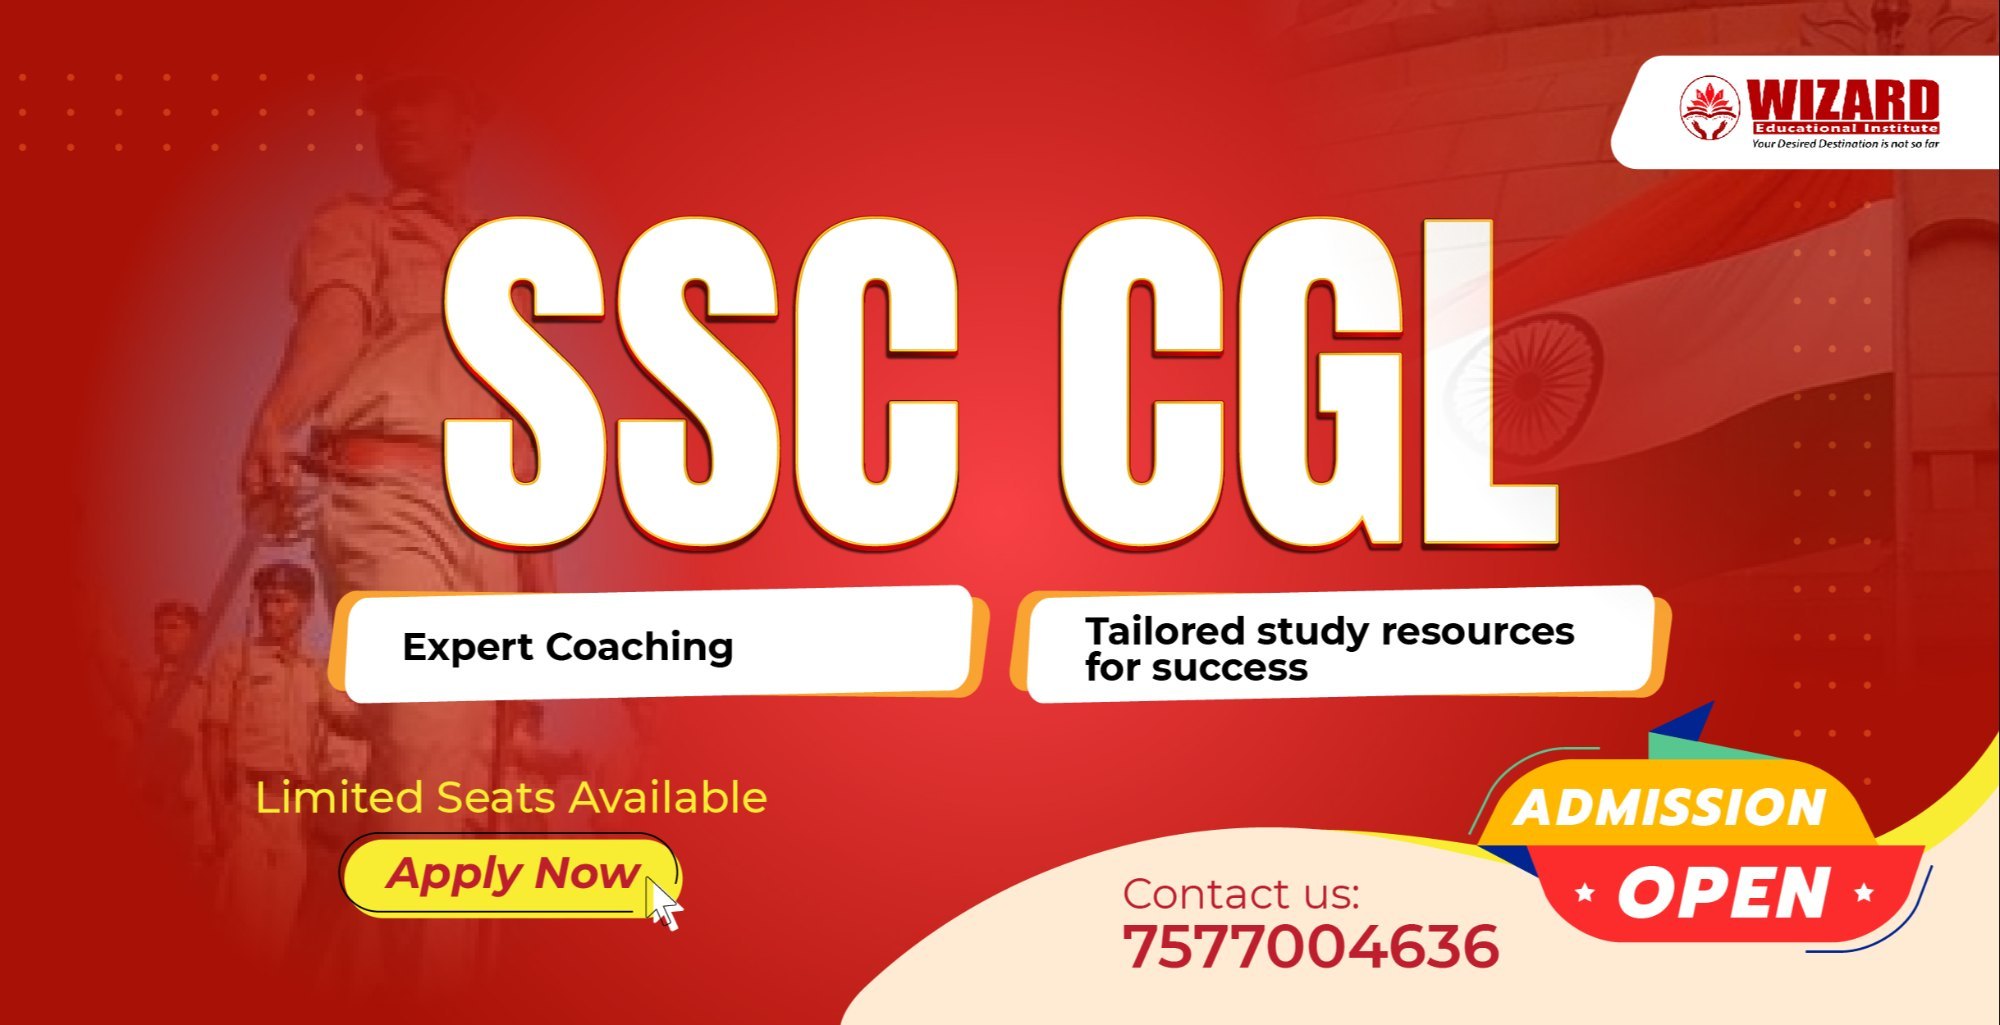 WIZARD
Educational Institute
Your Desired Destination is not so far
SSC CGL
Expert Coaching
Tailored study resources
for success
Limited Seats Available
Apply Now
ADMISSION
OPEN
Contact us:
7577004636